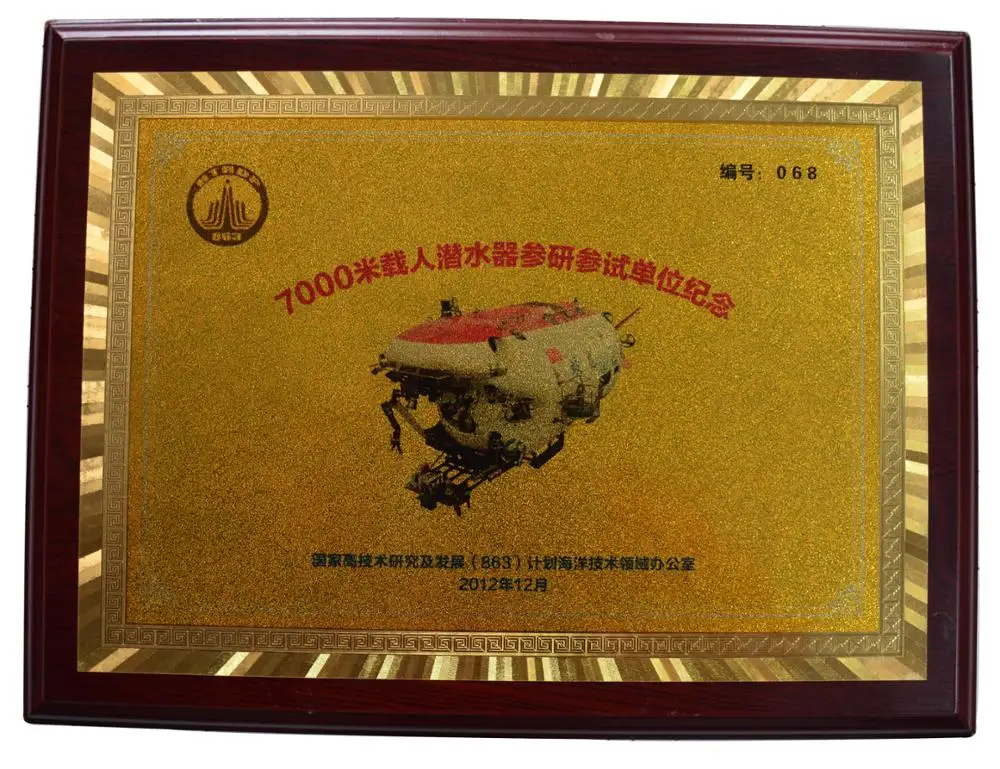 编号：068
863
7000米载人潜水器参研参试单位纪念
国家高技术研究及发展（863）计划海洋技术领域办公室
2012年12月